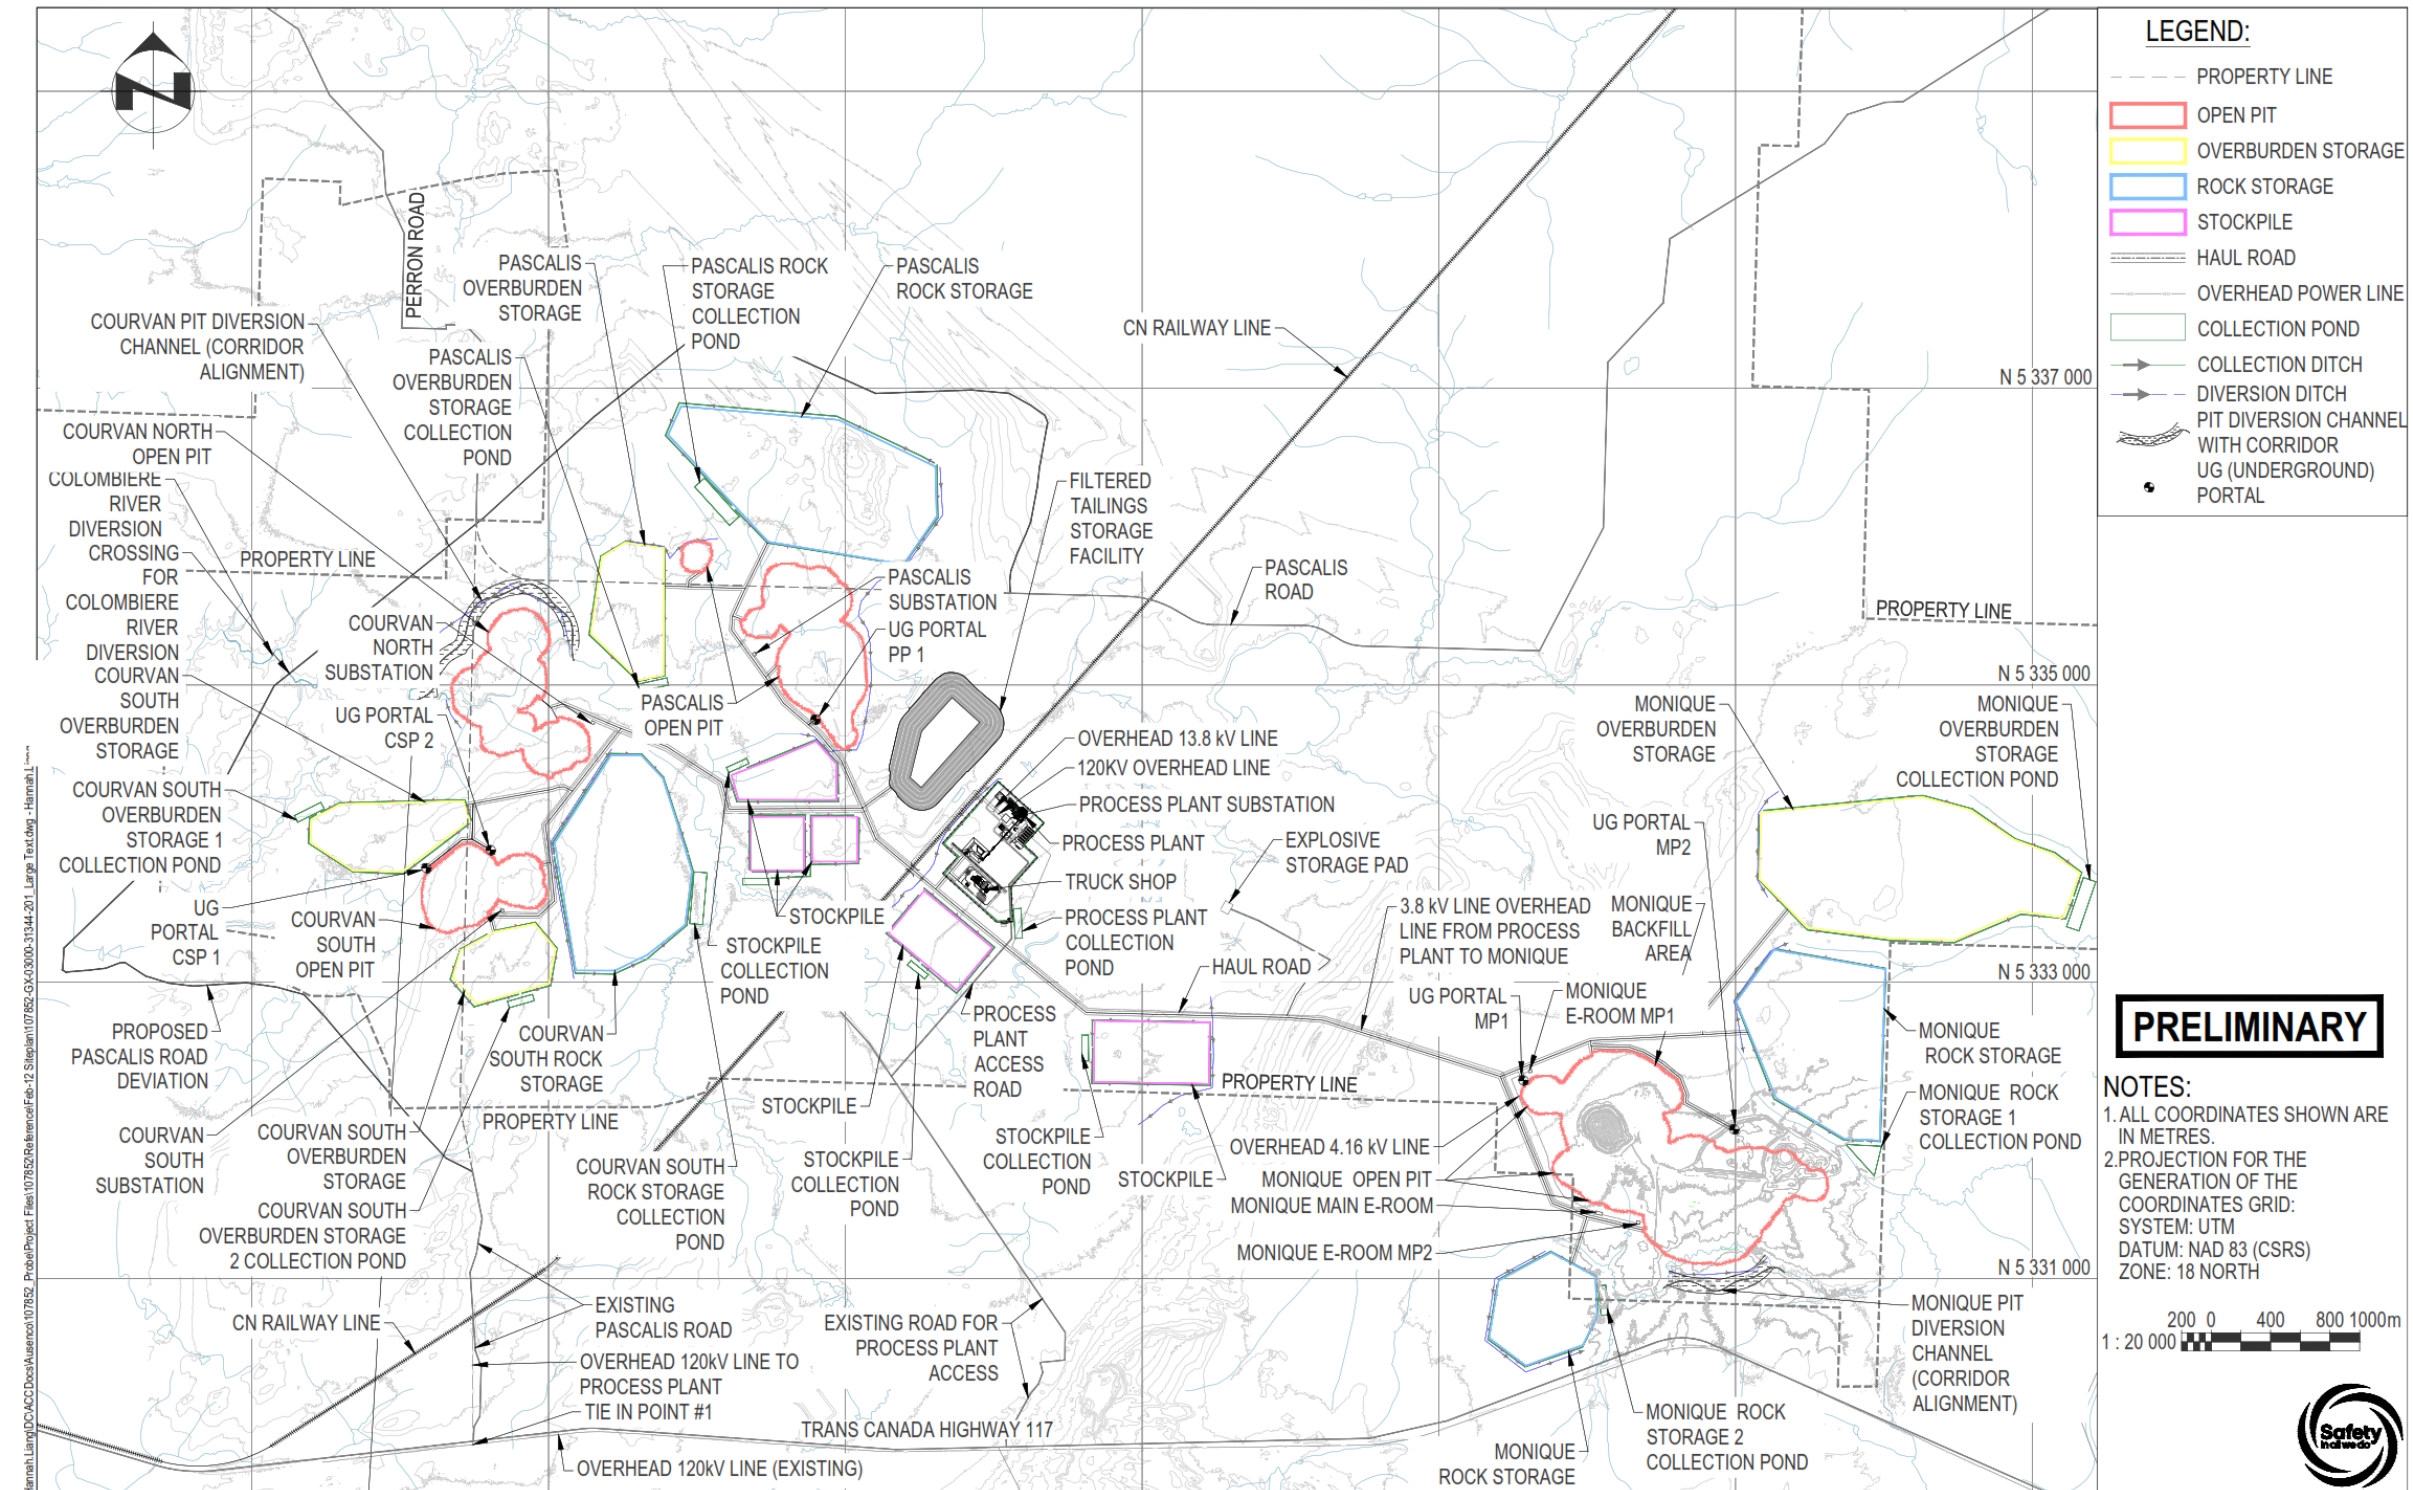 LEGEND:
PROPERTY LINE
OPEN PIT
OVERBURDEN STORAGE
ROCK STORAGE
STOCKPILE
HAUL ROAD
OVERHEAD POWER LINE
COLLECTION POND
COLLECTION DITCH
DIVERSION DITCH
PIT DIVERSION CHANNEL
WITH CORRIDOR
UG (UNDERGROUND)
PORTAL
N
PERRON ROAD
PASCALIS
OVERBURDEN
STORAGE
PASCALIS ROCK
STORAGE
COLLECTION
POND
PASCALIS
ROCK STORAGE
CN RAILWAY LINE
COURVAN PIT DIVERSION
CHANNEL (CORRIDOR
ALIGNMENT)
PASCALIS
OVERBURDEN
STORAGE
COLLECTION
POND
N 5 337 000
COURVAN NORTH
OPEN PIT
COLOMBIERE
RIVER
DIVERSION
CROSSING
FOR
COLOMBIERE
RIVER
DIVERSION
PROPERTY LINE
FILTERED
TAILINGS
STORAGE
FACILITY
PASCALIS
ROAD
PASCALIS
SUBSTATION
UG PORTAL
PP 1
PROPERTY LINE
COURVAN
NORTH
SUBSTATION
COURVAN
SOUTH
OVERBURDEN
STORAGE
UG PORTAL
CSP 2
PASCALIS
OPEN PIT
N 5 335 000
MONIQUE
OVERBURDEN
STORAGE
MONIQUE
OVERBURDEN
STORAGE
COLLECTION POND
OVERHEAD 13.8 kV LINE
120KV OVERHEAD LINE
PROCESS PLANT SUBSTATION
PROCESS PLANT
EXPLOSIVE
STORAGE PAD
TRUCK SHOP
PROCESS PLANT
COLLECTION
POND
UG PORTAL
MP2
COURVAN SOUTH
OVERBURDEN
STORAGE 1
COLLECTION POND
UG
PORTAL
CSP 1
COURVAN
SOUTH
OPEN PIT
STOCKPILE
STOCKPILE
COLLECTION
POND
3.8 kV LINE OVERHEAD
LINE FROM PROCESS
PLANT TO MONIQUE
MONIQUE
BACKFILL
AREA
HAUL ROAD
N 5 333 000
UG PORTAL
MP1
MONIQUE
E-ROOM MP1
PROPOSED
PASCALIS ROAD
DEVIATION
COURVAN
SOUTH ROCK
STORAGE
PROCESS
PLANT
ACCESS
ROAD
MONIQUE
ROCK STORAGE
PROPERTY LINE
MONIQUE ROCK
STORAGE 1
COLLECTION POND
PROPERTY LINE
STOCKPILE
COURVAN
SOUTH
SUBSTATION
COURVAN SOUTH
OVERBURDEN
STORAGE
COURVAN SOUTH
OVERBURDEN STORAGE
2 COLLECTION POND
COURVAN SOUTH
ROCK STORAGE
COLLECTION
POND
STOCKPILE
COLLECTION
POND
STOCKPILE
COLLECTION
POND
STOCKPILE
OVERHEAD 4.16 kV LINE
MONIQUE OPEN PIT
MONIQUE MAIN E-ROOM
MONIQUE E-ROOM MP2
N 5 331 000
CN RAILWAY LINE
EXISTING
PASCALIS ROAD
EXISTING ROAD FOR
PROCESS PLANT
ACCESS
MONIQUE PIT
DIVERSION
CHANNEL
(CORRIDOR
ALIGNMENT)
OVERHEAD 120kV LINE TO
PROCESS PLANT
TIE IN POINT #1
TRANS CANADA HIGHWAY 117
OVERHEAD 120kV LINE (EXISTING)
MONIQUE
ROCK STORAGE
MONIQUE ROCK
STORAGE 2
COLLECTION POND
PRELIMINARY
NOTES:
1. ALL COORDINATES SHOWN ARE
IN METRES.
2.PROJECTION FOR THE
GENERATION OF THE
COORDINATES GRID:
SYSTEM: UTM
DATUM: NAD 83 (CSRS)
ZONE: 18 NORTH
200 0 400 800 1000m
1 : 20 000
Safety
in all we do